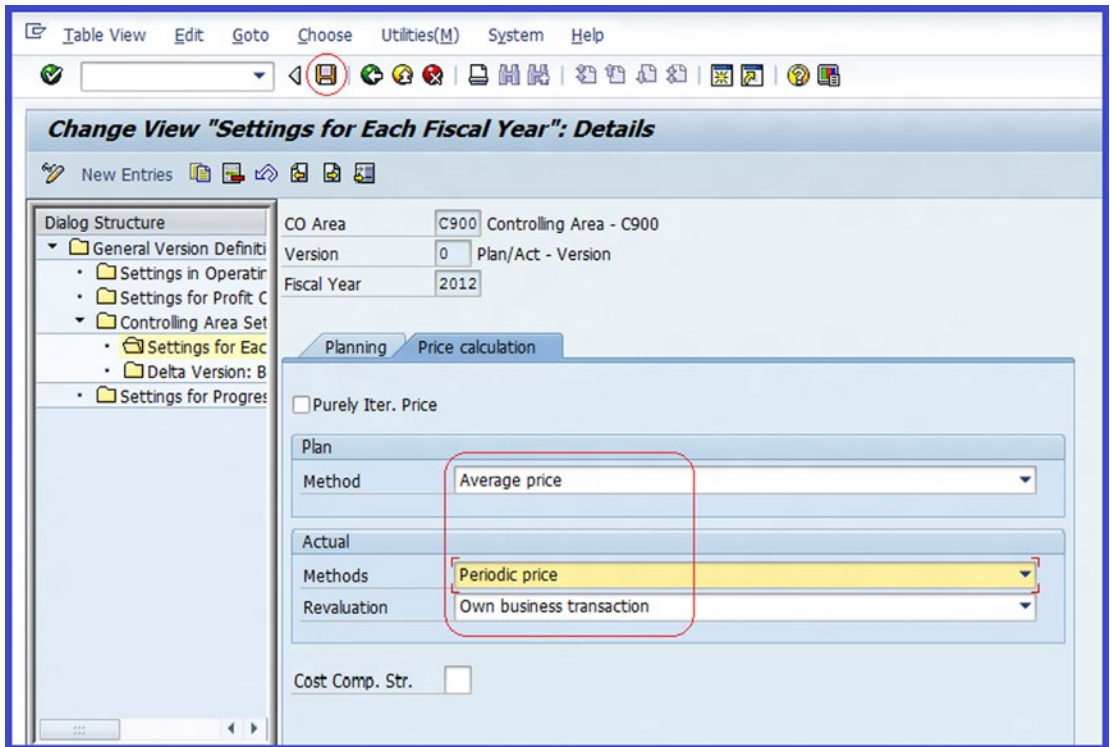 Table View Edit Goto Choose Utilities(M) System Help
Change View "Settings for Each Fiscal Year": Details
New Entries
Dialog Structure
General Version Definiti
Settings in Operatin
Settings for Profit C
Controlling Area Set
Settings for Eac
Delta Version: B
Settings for Progres
CO Area C900 Controlling Area - C900
Version 0 Plan/Act - Version
Fiscal Year 2012
Planning Price calculation
Purely Iter. Price
Plan
Method Average price
Actual
Methods Periodic price
Revaluation Own business transaction
Cost Comp. Str.